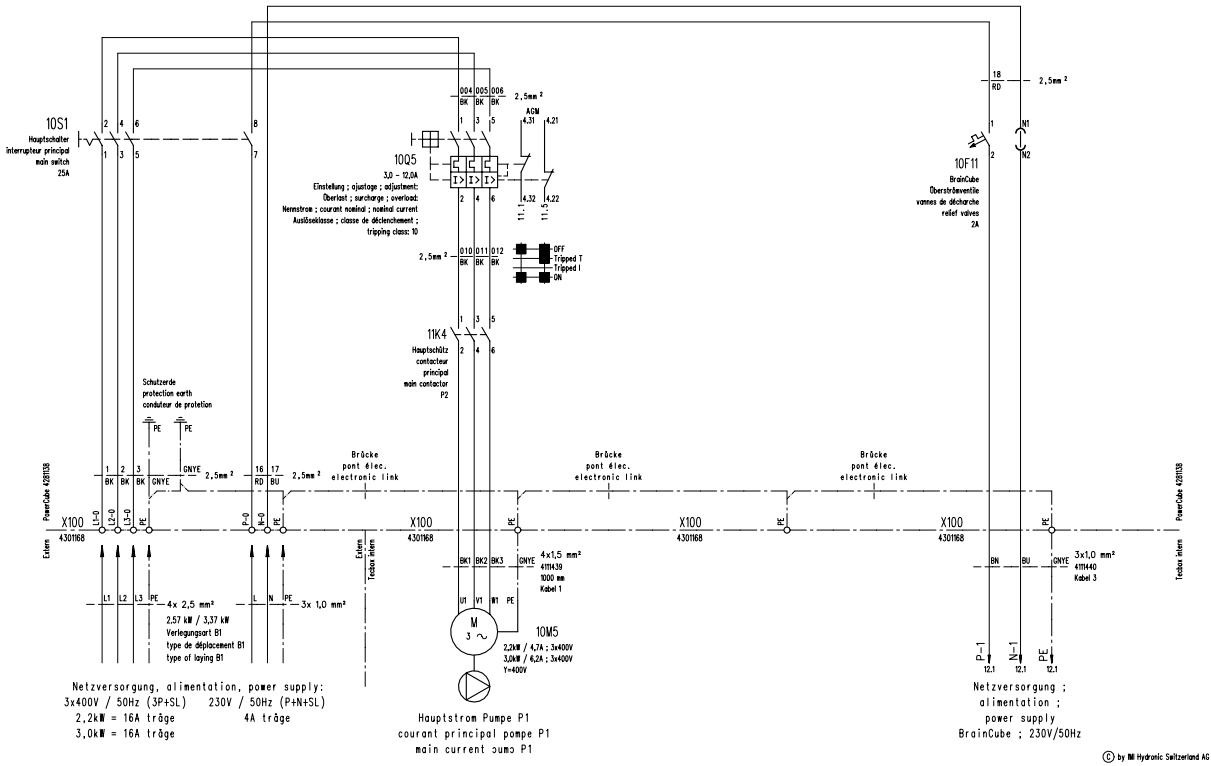 004 005 006
BK BK BK
2,5mm²
18
RD
2,5mm²
AGM
4.31 4.21
2 4 6
8
1 3 5
10S1
Hauptschalter
interrupteur principal
main switch
25A
1 3 5
7
10Q5
3,0 - 12,0A
Einstellung ; ajustage ; adjustment:
Überlast ; surcharge ; overload:
Nennstrom ; courant nominal ; nominal current
Auslöseklasse ; classe de déclenchement ;
tripping class: 10
I> I> I>
2 4 6
4.32 4.22
11.1 11.5
1
2
N1
N2
10F11
BrainCube
Überströmventile
vannes de décharche
relief valves
2A
010 011 012
BK BK BK
2,5mm²
OFF
Tripped T
Tripped I
ON
1 3 5
11K4
2 4 6
Hauptschütz
contacteur
principal
main contactor
P2
Schutzerde
protection earth
conduteur de protetion
PE PE
1 2 3
BK BK BK GNYE
GNYE
2,5mm²
16 17
RD BU
2,5mm²
Brücke
pont élec.
electronic link
Brücke
pont élec.
electronic link
Brücke
pont élec.
electronic link
PowerCube 4281138
PowerCube 4281138
L1-0 L2-0 L3-0 PE
P-0 N-0 PE
PE
PE
PE
X100
4301168
X100
4301168
X100
4301168
X100
4301168
Extern
Extern
Tecbox intern
Tecbox intern
BK1 BK2 BK3 GNYE
4x1,5 mm²
4111439
1000 mm
Kabel 1
BN BU GNYE
3x1,0 mm²
4111440
Kabel 3
L1 L2 L3 PE
4x 2,5 mm²
2,57 kW / 3,37 kW
Verlegungsart B1
type de déplacement B1
type of laying B1
L N PE
3x 1,0 mm²
U1 V1 W1 PE
M
3 ~
10M5
2,2kW / 4,7A ; 3x400V
3,0kW / 6,2A ; 3x400V
Y=400V
P-1 N-1 PE
12.1 12.1 12.1
Netzversorgung, alimentation, power supply:
3x400V / 50Hz (3P+SL) 230V / 50Hz (P+N+SL)
2,2kW = 16A träge 4A träge
3,0kW = 16A träge
Hauptstrom Pumpe P1
courant principal pompe P1
main current pump P1
Netzversorgung ;
alimentation ;
power supply
BrainCube ; 230V/50Hz
© by IMI Hydronic Switzerland AG